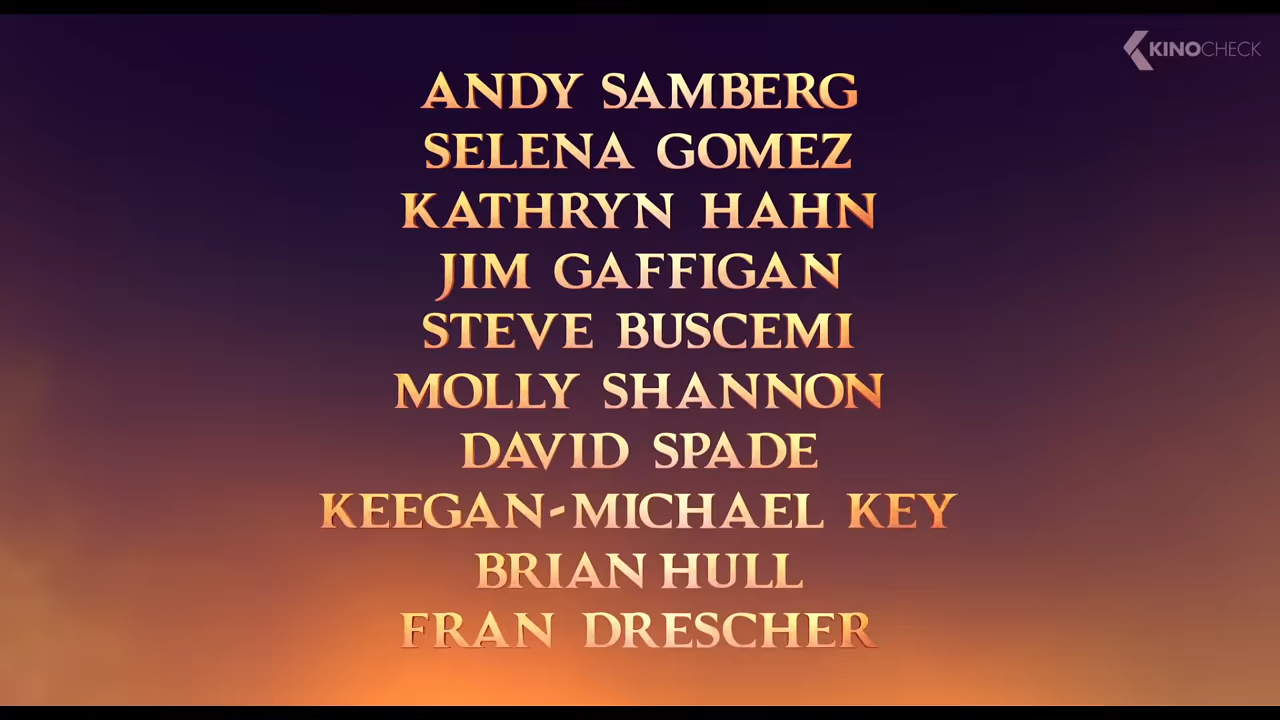 KINOCHECK
ANDY SAMBERG
SELENA GOMEZ
KATHRYN HAHN
JIM GAFFIGAN
STEVE BUSCEMI
MOLLY SHANNON
DAVID SPADE
KEEGAN-MICHAEL KEY
BRIAN HULL
FRAN DRESCHER